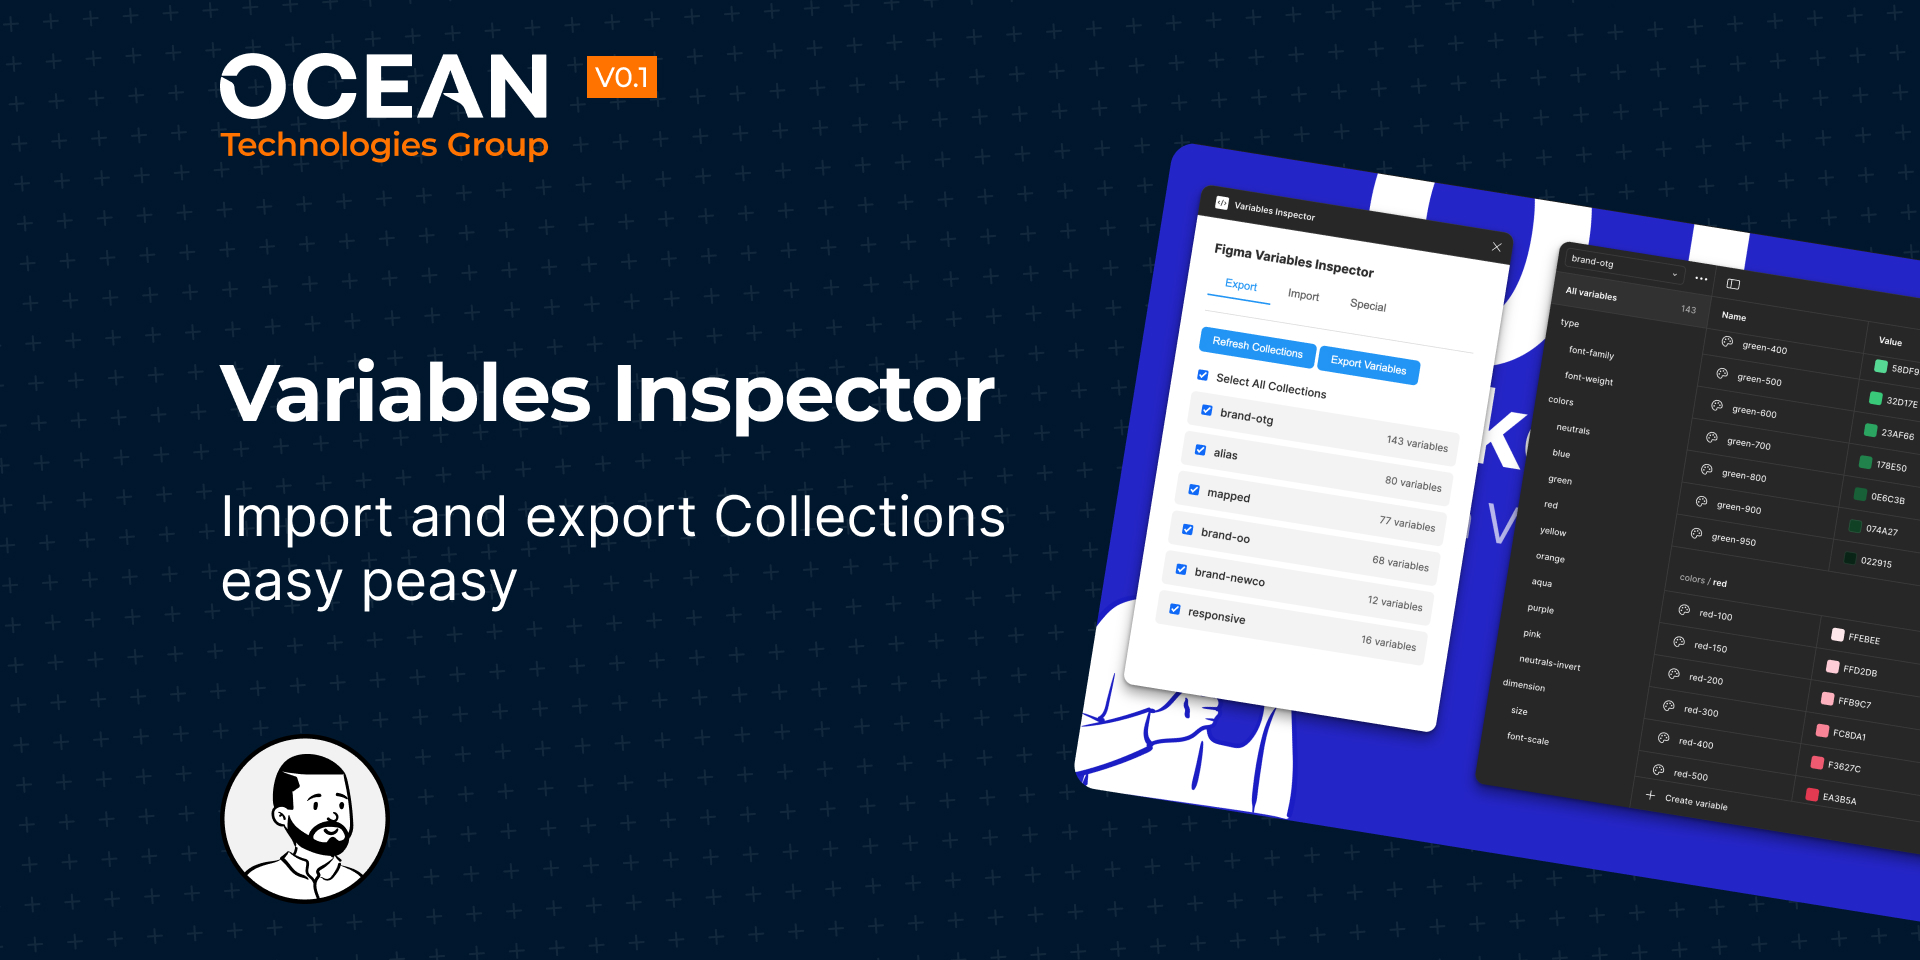 OCEAN
Technologies Group
V0.1
Variables Inspector
Import and export Collections
easy peasy
Variables Inspector
Figma Variables Inspector
Export
Import
Special
Refresh Collections
Export Variables
Select All Collections
brand-otg
143 variables
alias
80 variables
mapped
77 variables
brand-oo
68 variables
brand-newco
12 variables
responsive
16 variables
brand-otg
All variables
143
type
font-family
font-weight
colors
neutrals
blue
green
red
yellow
orange
aqua
purple
pink
neutrals-invert
dimension
size
font-scale
Name
Value
green-400
58DF9
green-500
32D17E
green-600
23AF66
green-700
178E50
green-800
0E6C3B
green-900
074A27
green-950
022915
colors / red
red-100
FFEBEE
red-150
FFD2DB
red-200
FFB9C7
red-300
FC8DA1
red-400
F3627C
red-500
EA3B5A
Create variable